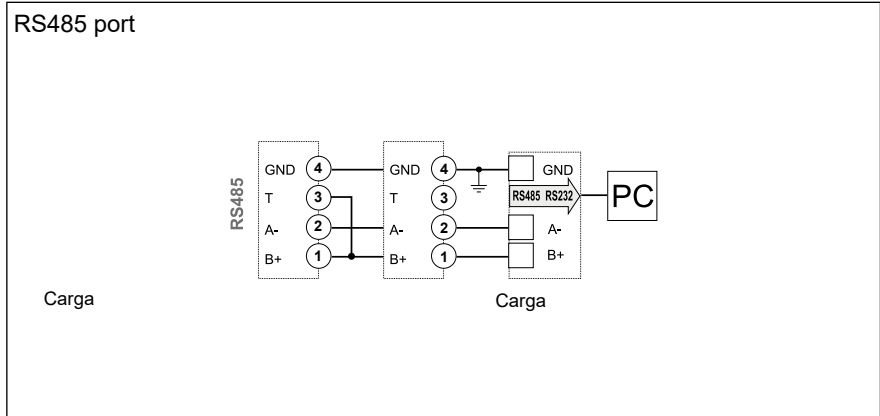 RS485 port
RS485
GND 4 GND 4 GND
T 3 T 3 RS485 RS232 PC
A- 2 A- 2 A-
B+ 1 B+ 1 B+
Carga Carga